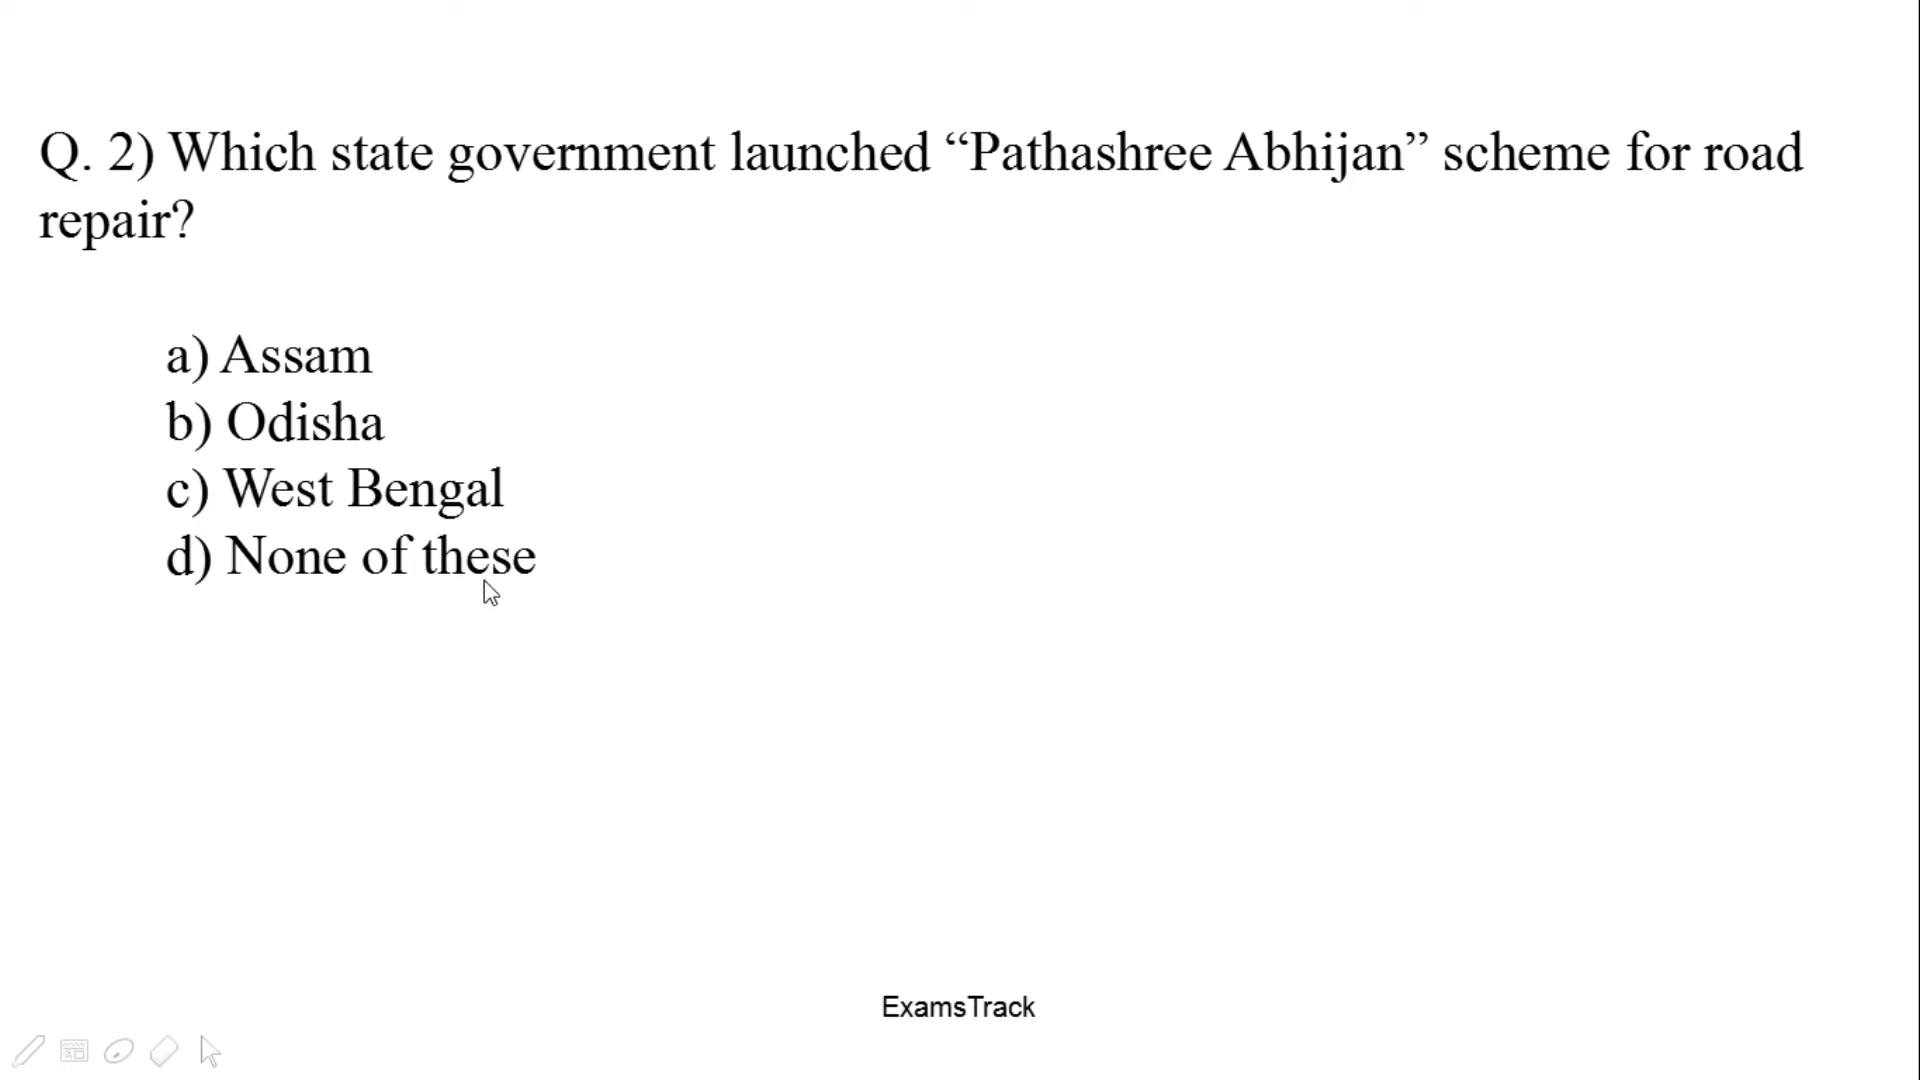 Q. 2) Which state government launched “Pathashree Abhijan” scheme for road
repair?
a) Assam
b) Odisha
c) West Bengal
d) None of these
ExamsTrack